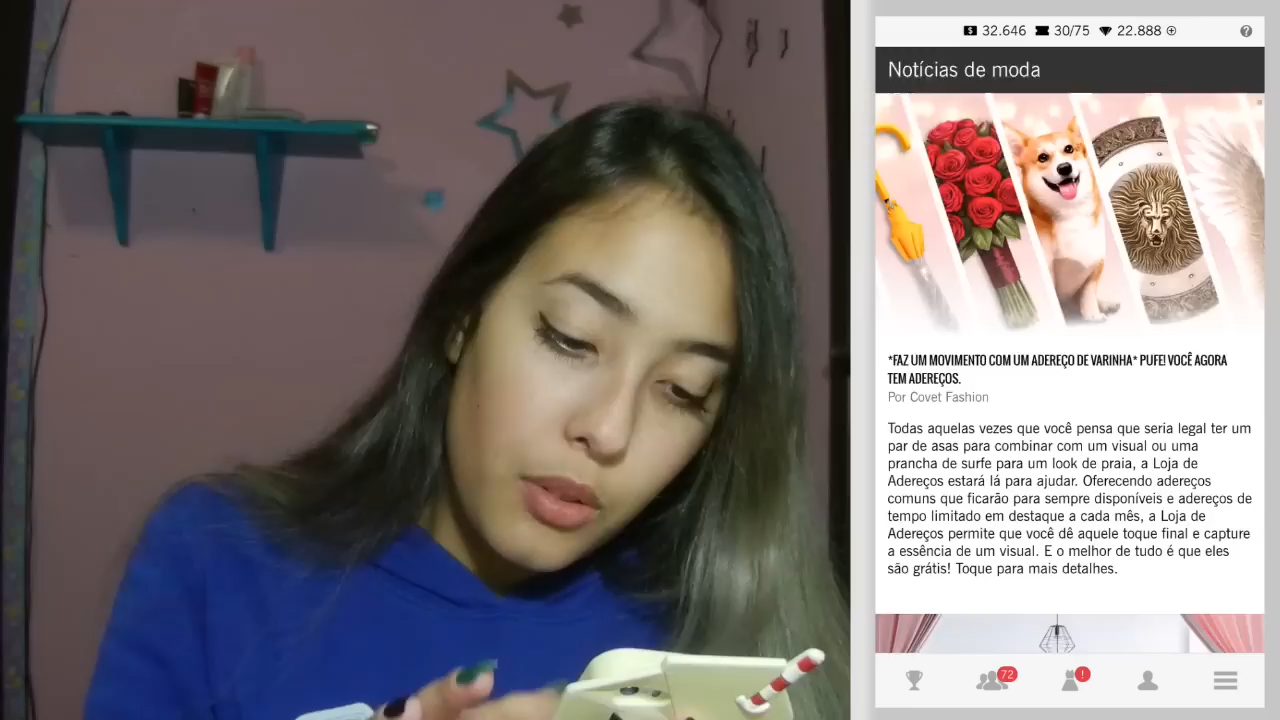 32.646 30/75 22.888
Notícias de moda
*FAZ UM MOVIMENTO COM UM ADEREÇO DE VARINHA* PUFE! VOCÊ AGORA
TEM ADEREÇOS.
Por Covet Fashion
Todas aquelas vezes que você pensa que seria legal ter um
par de asas para combinar com um visual ou uma
prancha de surfe para um look de praia, a Loja de
Adereços estará lá para ajudar. Oferecendo adereços
comuns que ficarão para sempre disponíveis e adereços de
tempo limitado em destaque a cada mês, a Loja de
Adereços permite que você dê aquele toque final e capture
a essência de um visual. E o melhor de tudo é que eles
são grátis! Toque para mais detalhes.
72 !